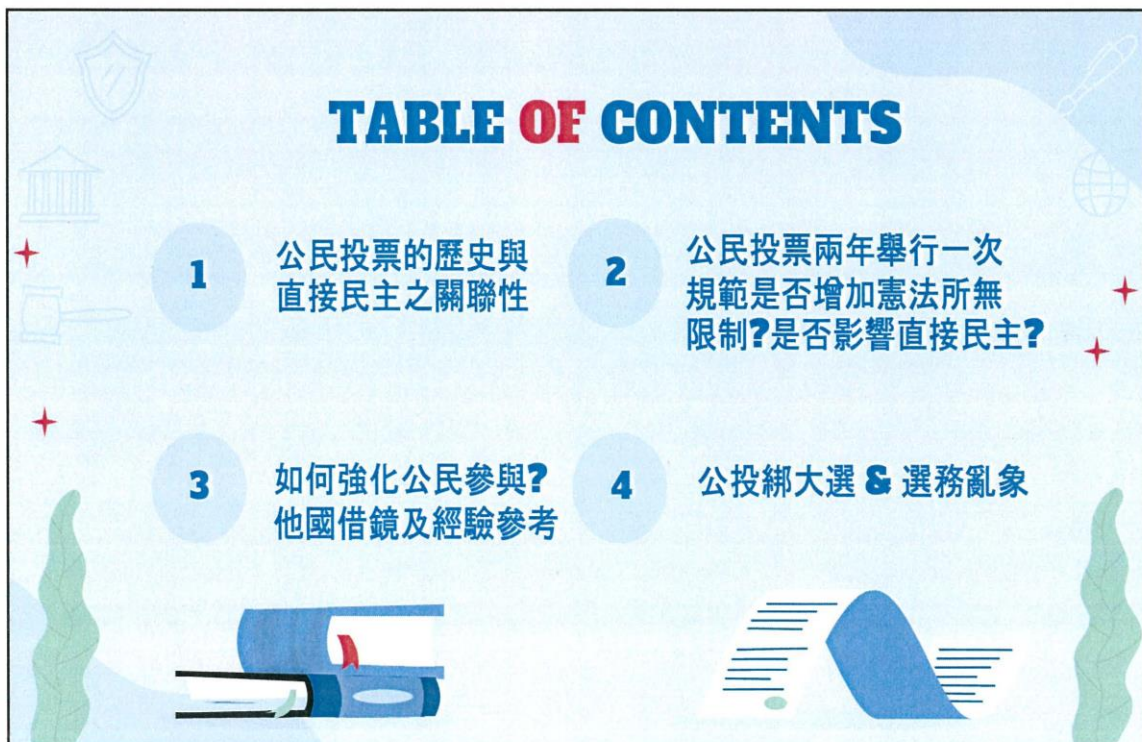 TABLE OF CONTENTS
1
公民投票的歷史與
直接民主之關聯性
2
公民投票兩年舉行一次
規範是否增加憲法所無
限制?是否影響直接民主?
3
如何強化公民參與?
他國借鏡及經驗參考
4
公投綁大選 & 選務亂象